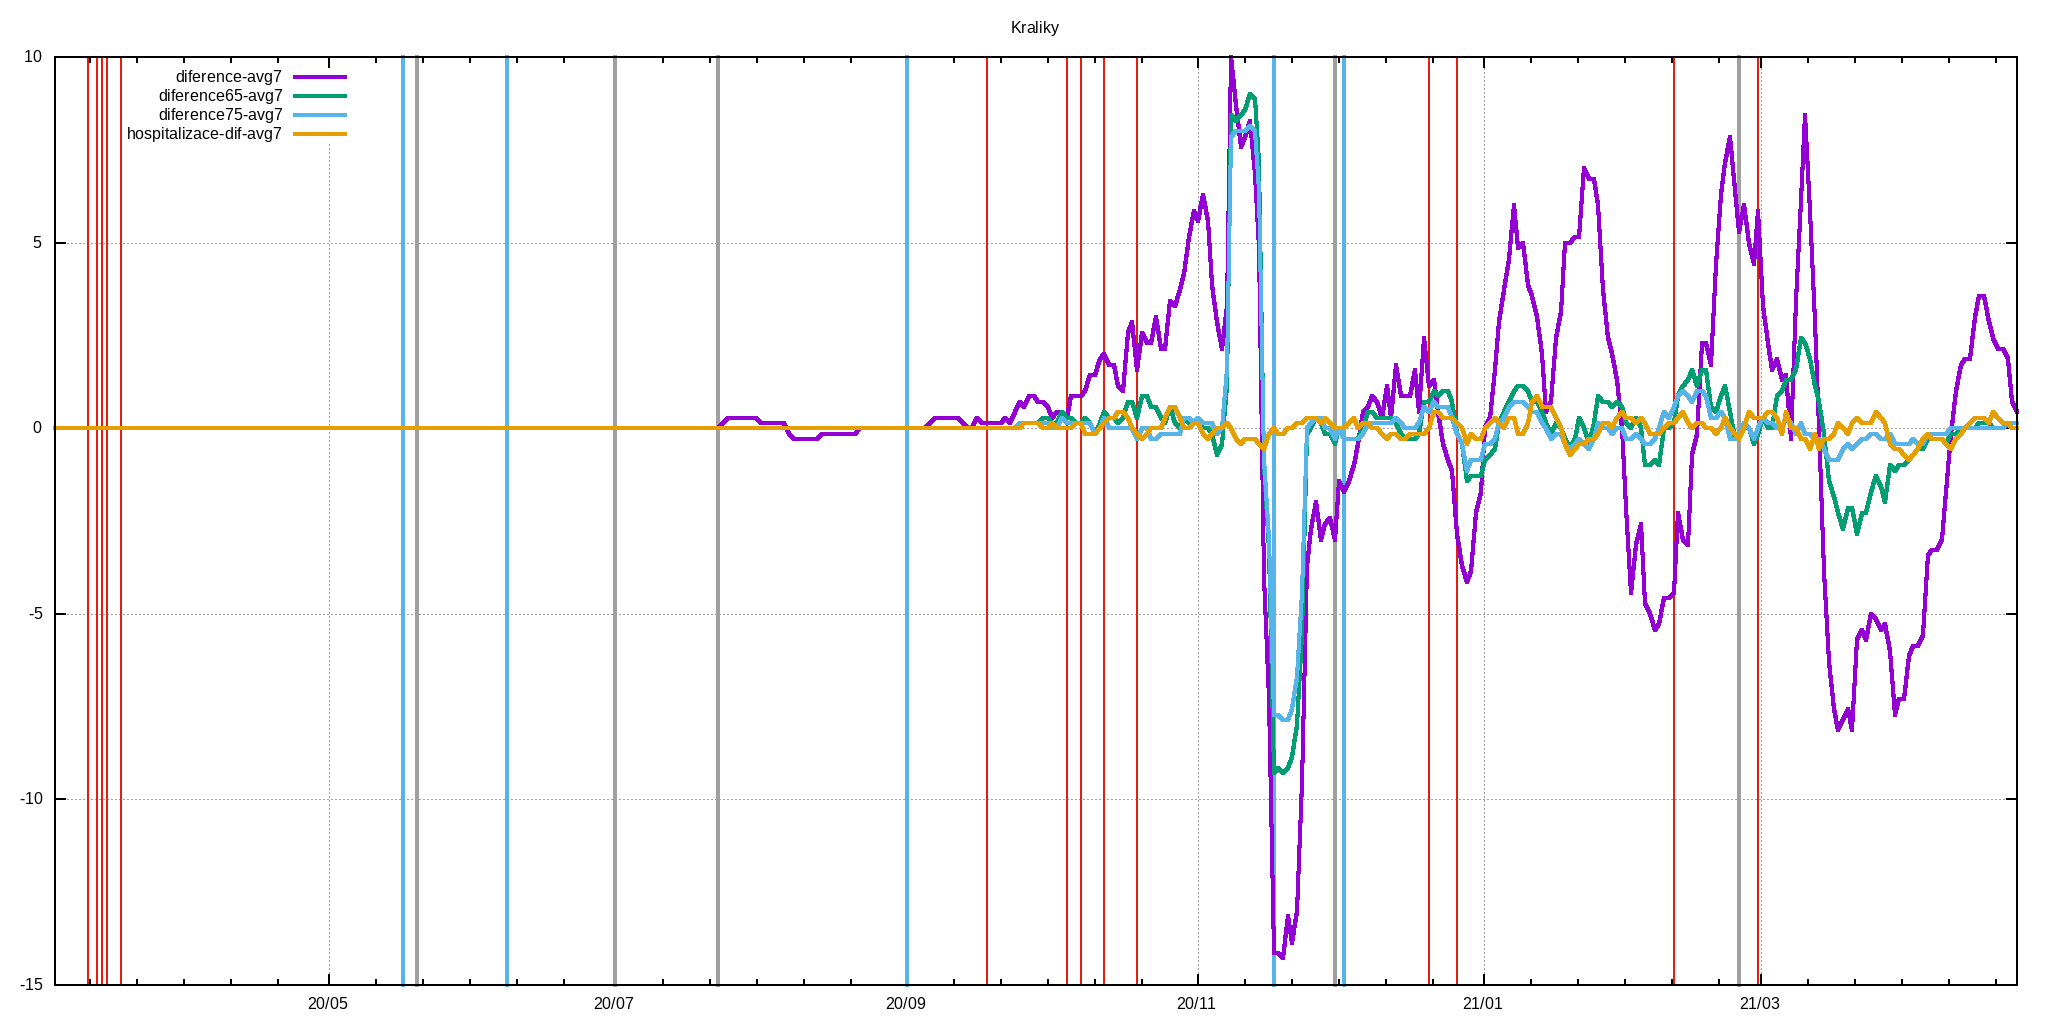 Kraliky
10
diference-avg7
diference65-avg7
diference75-avg7
hospitalizace-dif-avg7
5
0
-5
-10
-15
20/05 20/07 20/09 20/11 21/01 21/03